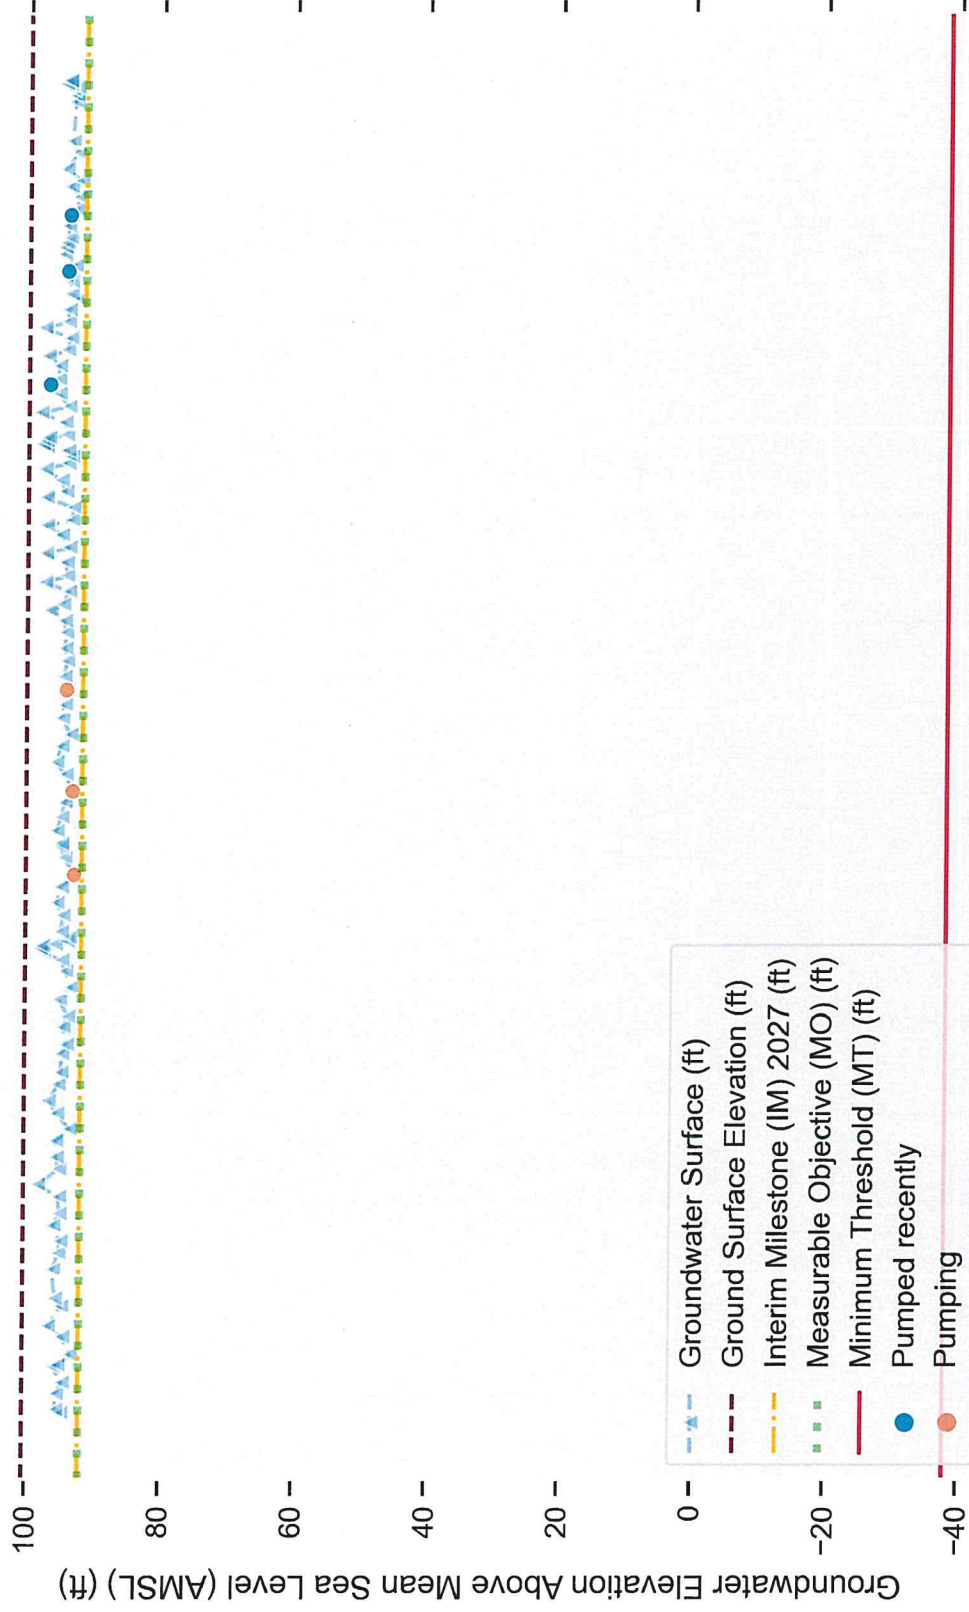 Groundwater Elevation Above Mean Sea Level (AMSL) (ft)
100
80
60
40
20
0
−20
−40
Groundwater Surface (ft)
Ground Surface Elevation (ft)
Interim Milestone (IM) 2027 (ft)
Measurable Objective (MO) (ft)
Minimum Threshold (MT) (ft)
Pumped recently
Pumping